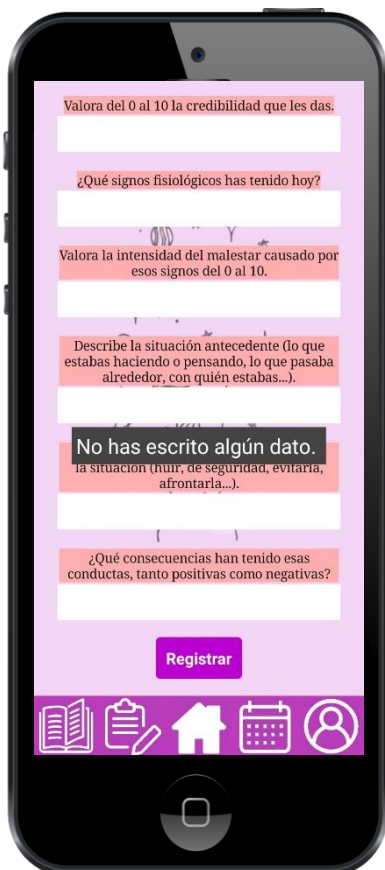 Valora del 0 al 10 la credibilidad que les das.
¿Qué signos fisiológicos has tenido hoy?
Valora la intensidad del malestar causado por
esos signos del 0 al 10.
Describe la situación antecedente (lo que
estabas haciendo o pensando, lo que pasaba
alrededor, con quién estabas...).
No has escrito algún dato.
la situación (huir, de seguridad, evitarla,
afrontarla...).
¿Qué consecuencias han tenido esas
conductas, tanto positivas como negativas?
Registrar